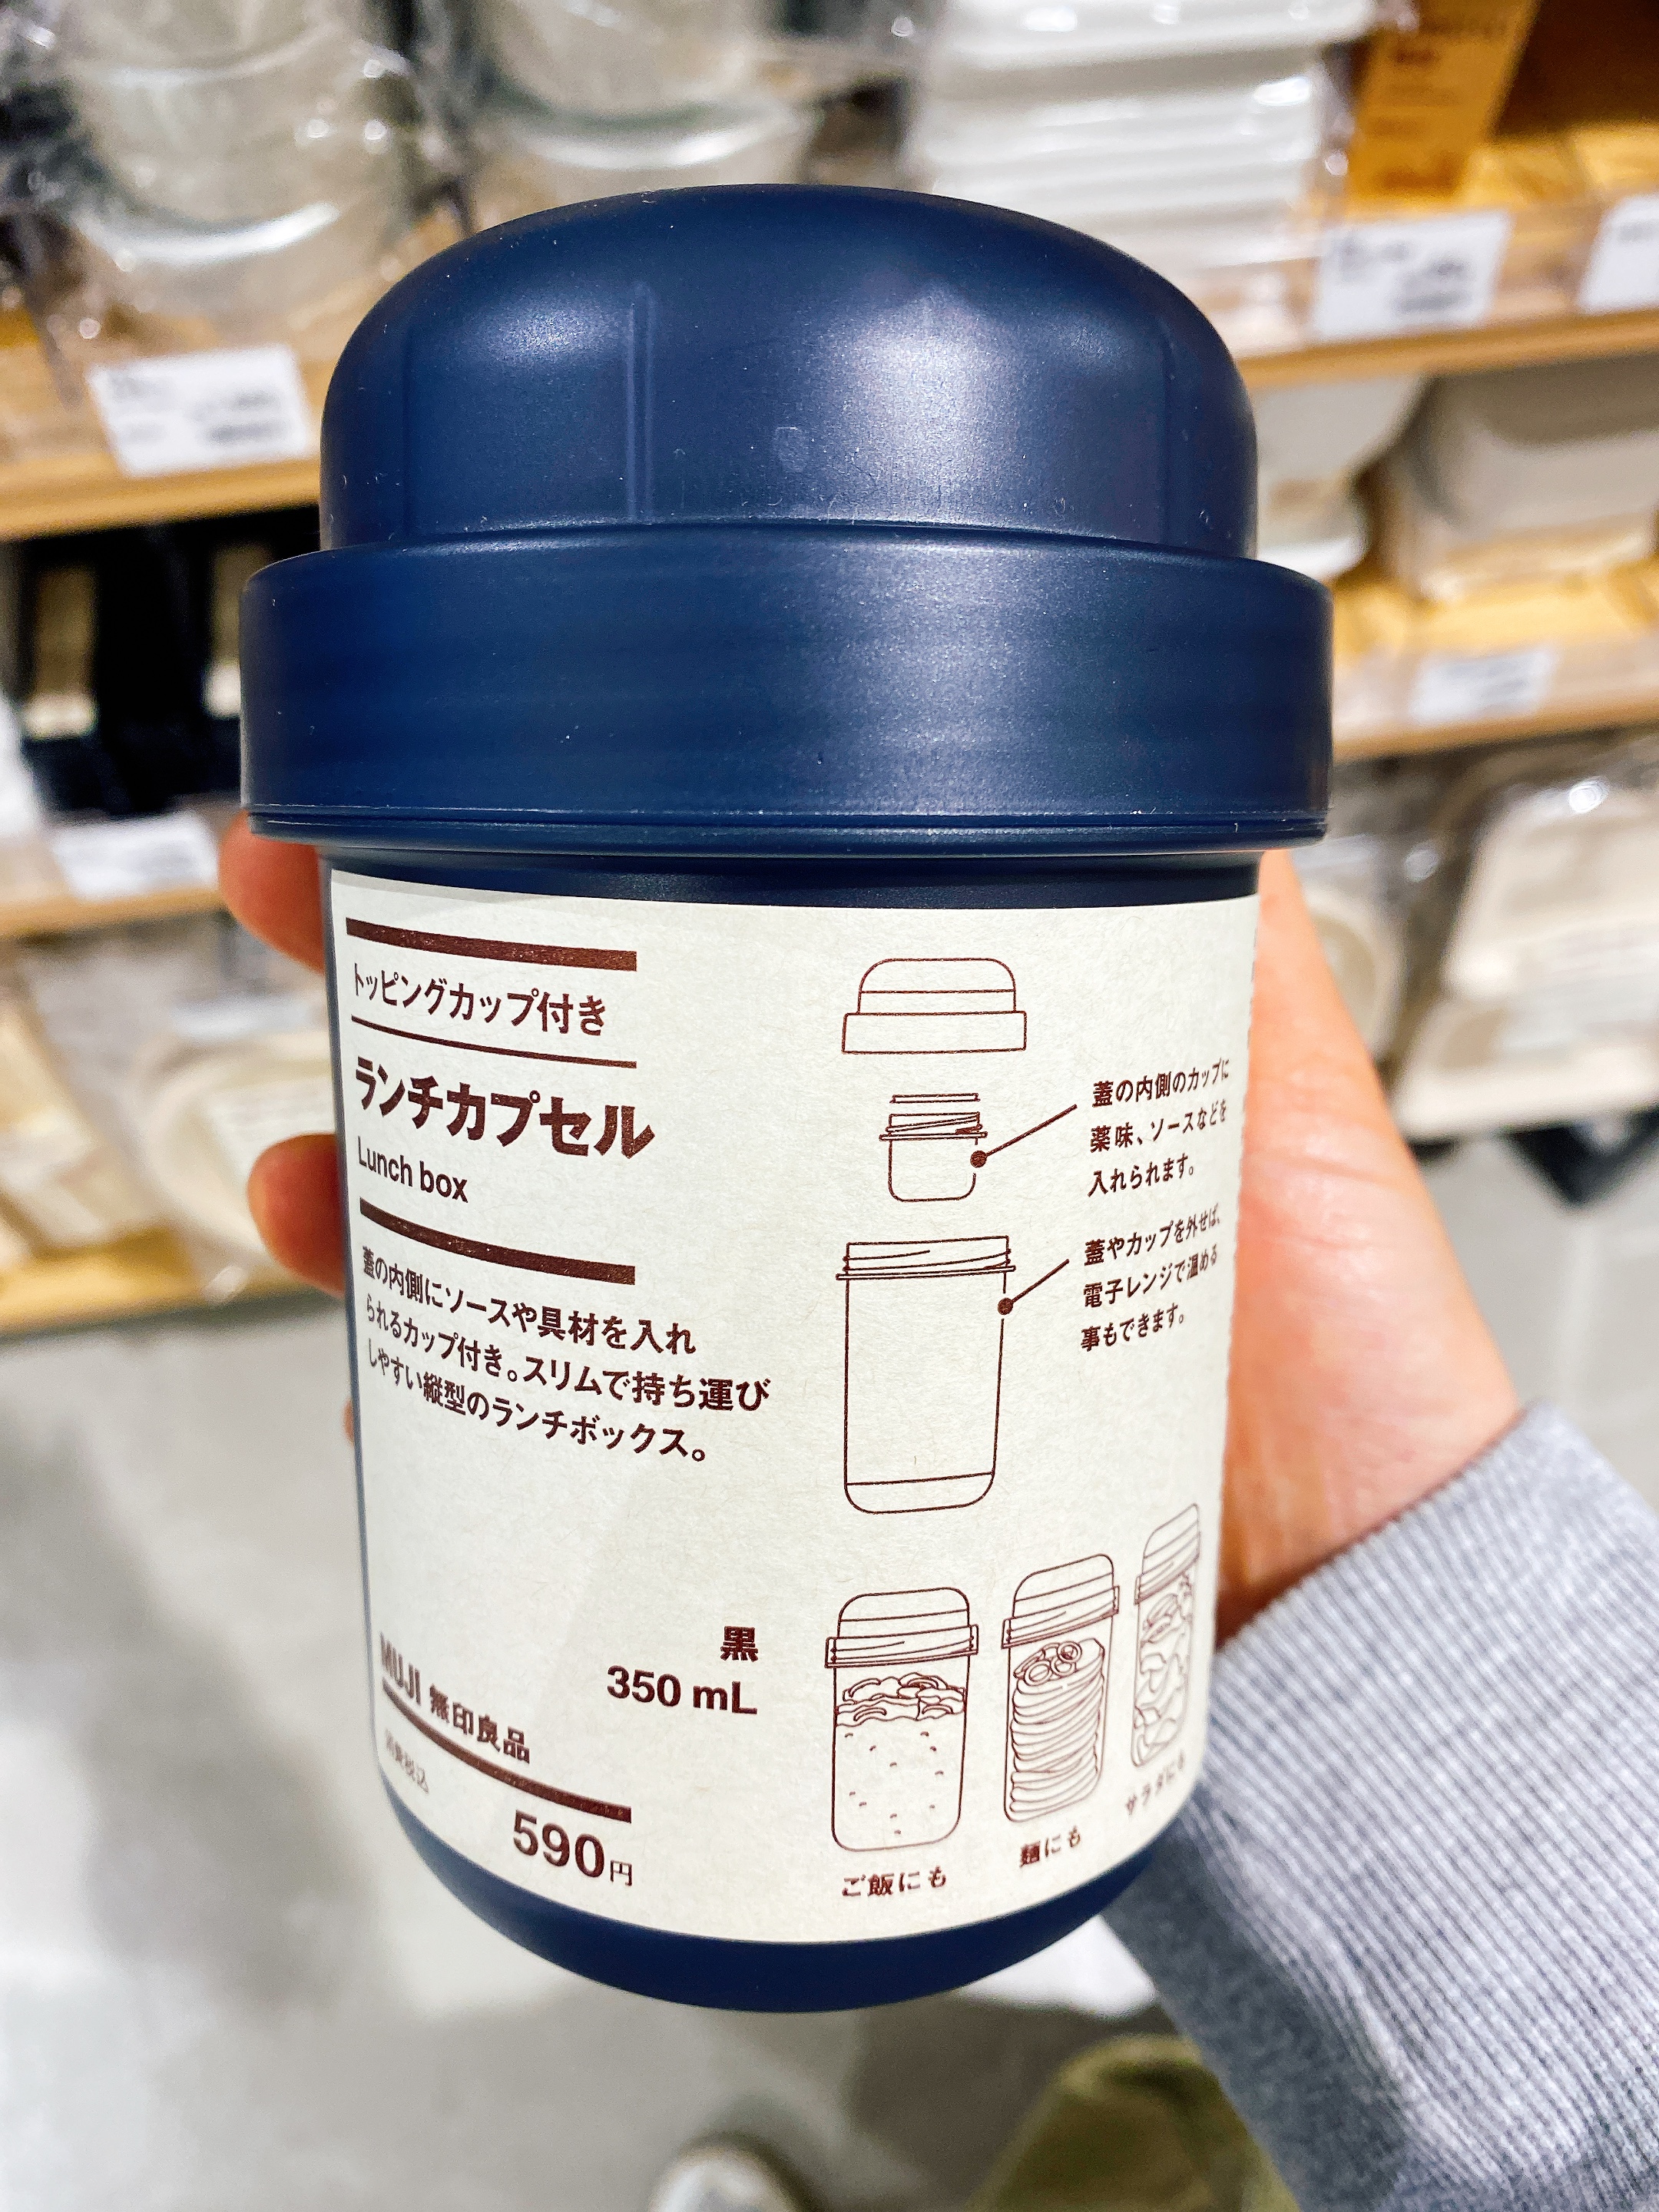 トッピングカップ付き
ランチカプセル
Lunch box
蓋の内側にソースや具材を入れ
られるカップ付き。スリムで持ち運び
しやすい縦型のランチボックス。
黒
350 mL
MUJI 無印良品
消費税込
590円
蓋の内側のカップに
薬味、ソースなどを
入れられます。
蓋やカップを外せば、
電子レンジで温める
事もできます。
ご飯にも
麺にも
サラダにも